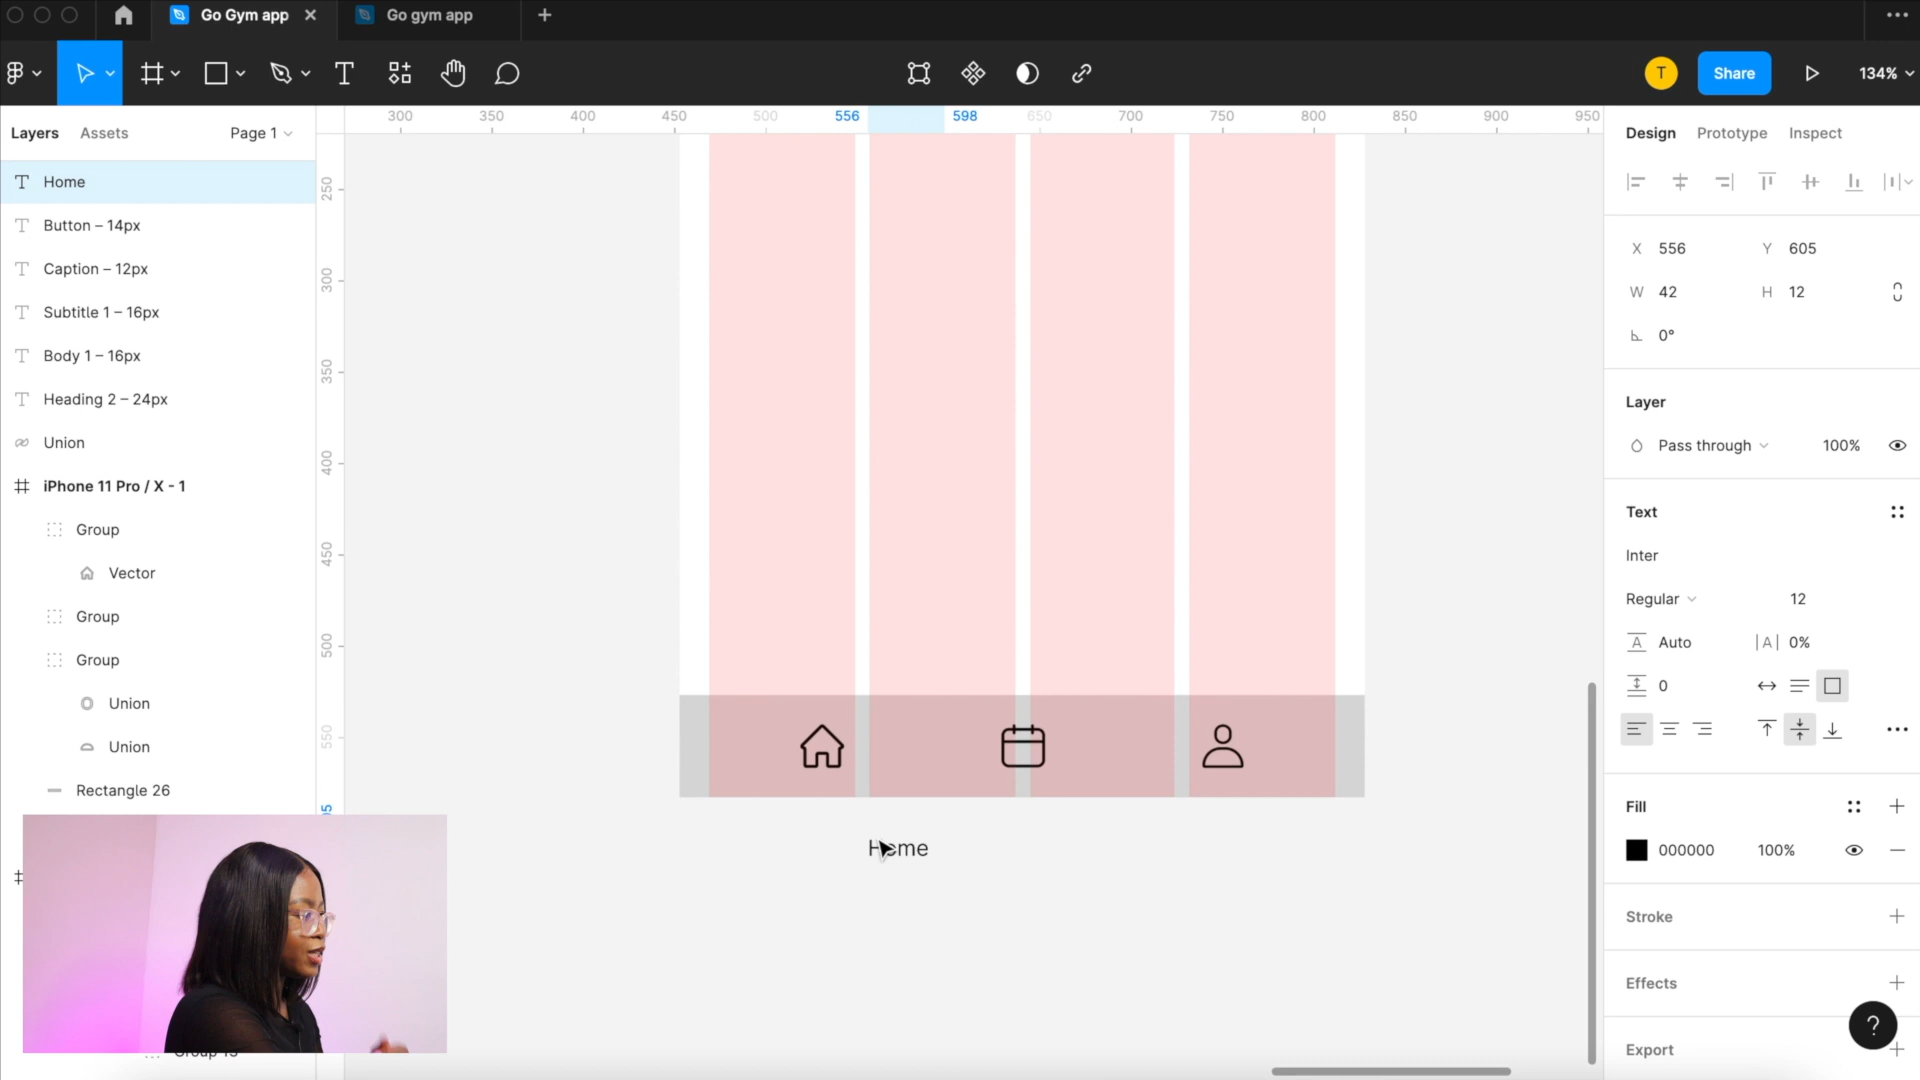 Go Gym app
Go gym app
T
Share
134%
Layers
Assets
Page 1
300
350
400
450
500
556
598
650
700
750
800
850
900
950
Design
Prototype
Inspect
Home
Button – 14px
Caption – 12px
Subtitle 1 – 16px
Body 1 – 16px
Heading 2 – 24px
Union
iPhone 11 Pro / X - 1
Group
Vector
Group
Group
Union
Union
Rectangle 26
250
300
350
400
450
500
550
Home
X 556
Y 605
W 42
H 12
0°
Layer
Pass through
100%
Text
Inter
Regular
12
A Auto
|A| 0%
0
Fill
000000
100%
Stroke
Effects
?
Export